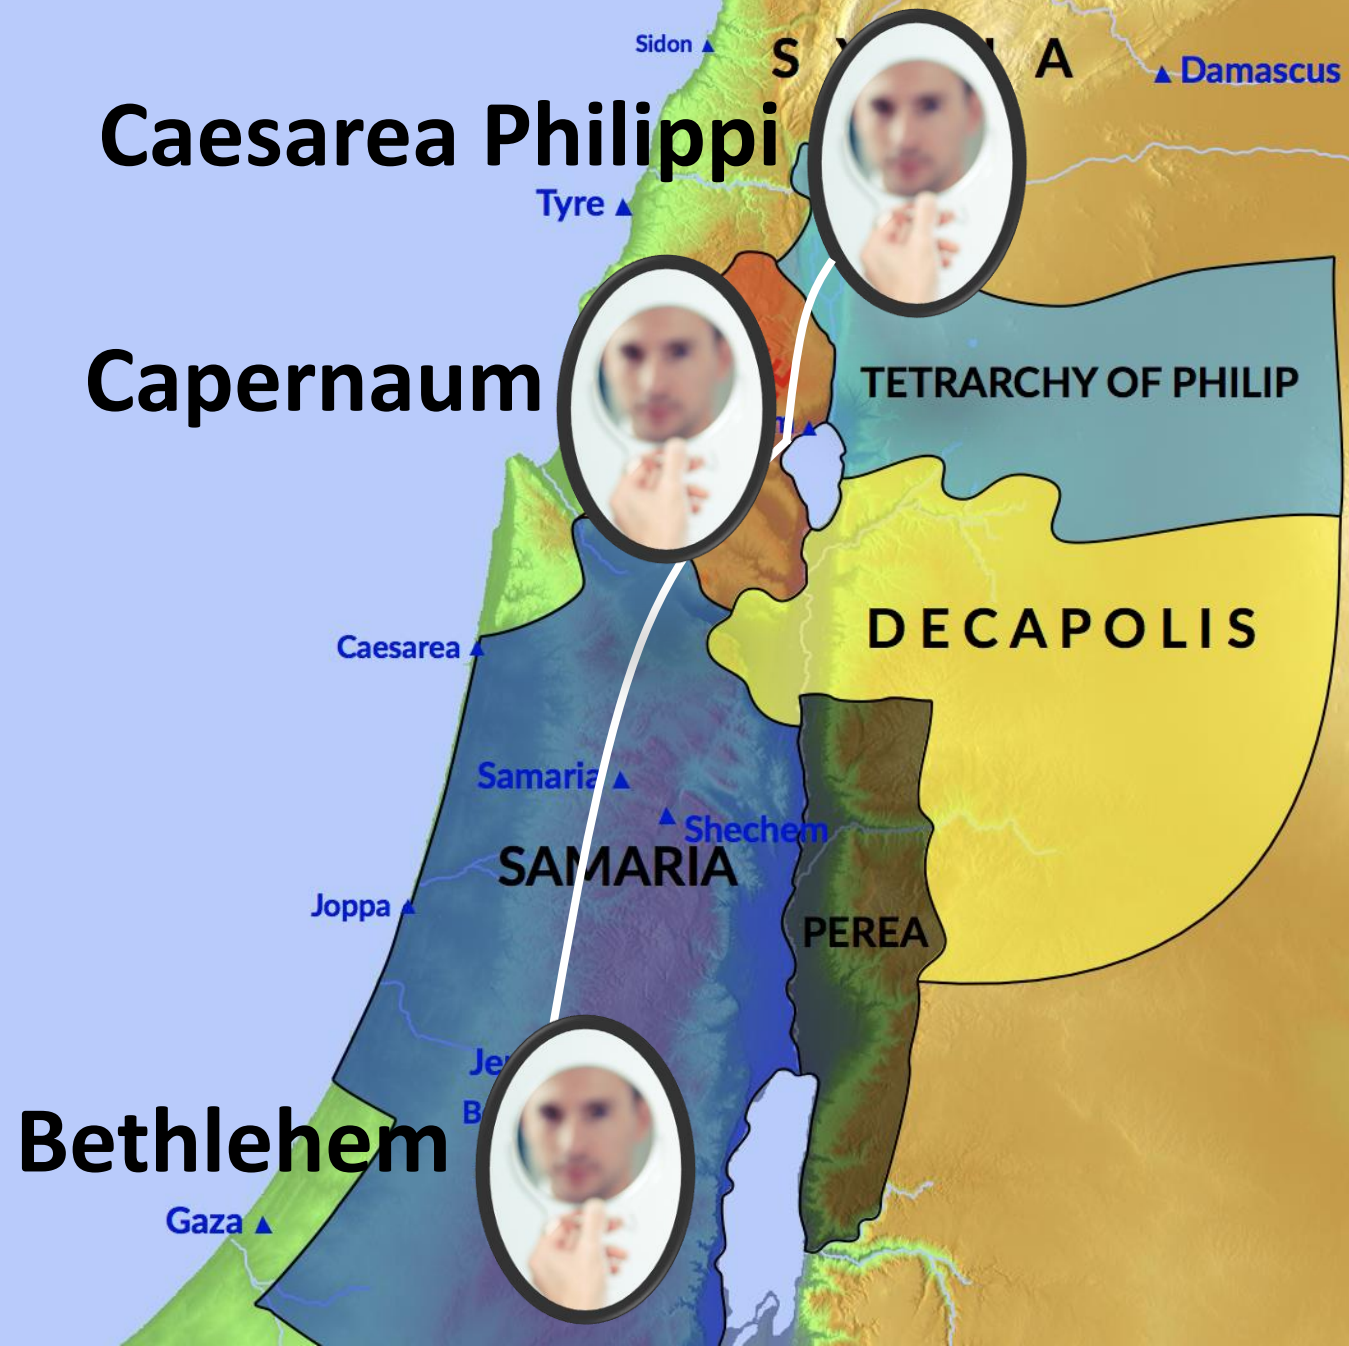 Sidon
S
A
Damascus
Caesarea Philippi
Tyre
Capernaum
TETRARCHY OF PHILIP
DECAPOLIS
Caesarea
Samaria
Shechem
SAMARIA
Joppa
PEREA
Bethlehem
Gaza